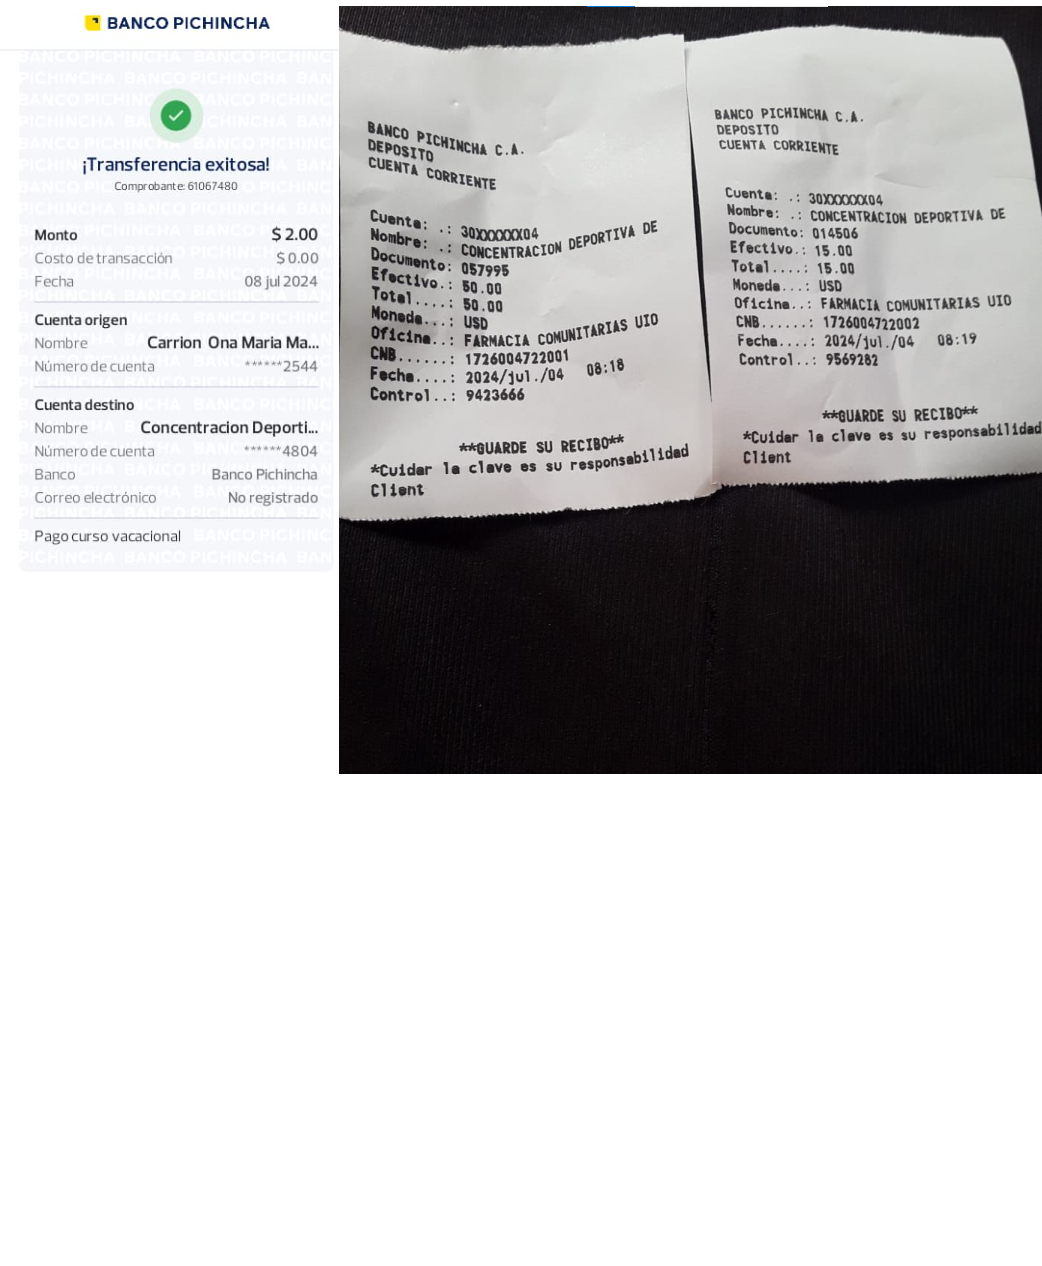 BANCO PICHINCHA
¡Transferencia exitosa!
Comprobante: 61067480
Monto $ 2.00
Costo de transacción $ 0.00
Fecha 08 jul 2024
Cuenta origen
Nombre Carrion Ona Maria Ma...
Número de cuenta ******2544
Cuenta destino
Nombre Concentracion Deporti...
Número de cuenta ******4804
Banco Banco Pichincha
Correo electrónico No registrado
Pago curso vacacional
BANCO PICHINCHA C.A.
DEPOSITO
CUENTA CORRIENTE
Cuenta: .: 30XXXXXX04
Nombre: .: CONCENTRACION DEPORTIVA DE
Documento: 057995
Efectivo.: 50.00
Total....: 50.00
Moneda...: USD
Oficina..: FARMACIA COMUNITARIAS UIO
CNB......: 1726004722001
Fecha....: 2024/jul./04 08:18
Control..: 9423666
**GUARDE SU RECIBO**
*Cuidar la clave es su responsabilidad
Client
BANCO PICHINCHA C.A.
DEPOSITO
CUENTA CORRIENTE
Cuenta: .: 30XXXXXX04
Nombre: .: CONCENTRACION DEPORTIVA DE
Documento: 014506
Efectivo.: 15.00
Total....: 15.00
Moneda...: USD
Oficina..: FARMACIA COMUNITARIAS UIO
CNB......: 1726004722002
Fecha....: 2024/jul./04 08:19
Control..: 9569282
**GUARDE SU RECIBO**
*Cuidar la clave es su responsabilidad
Client